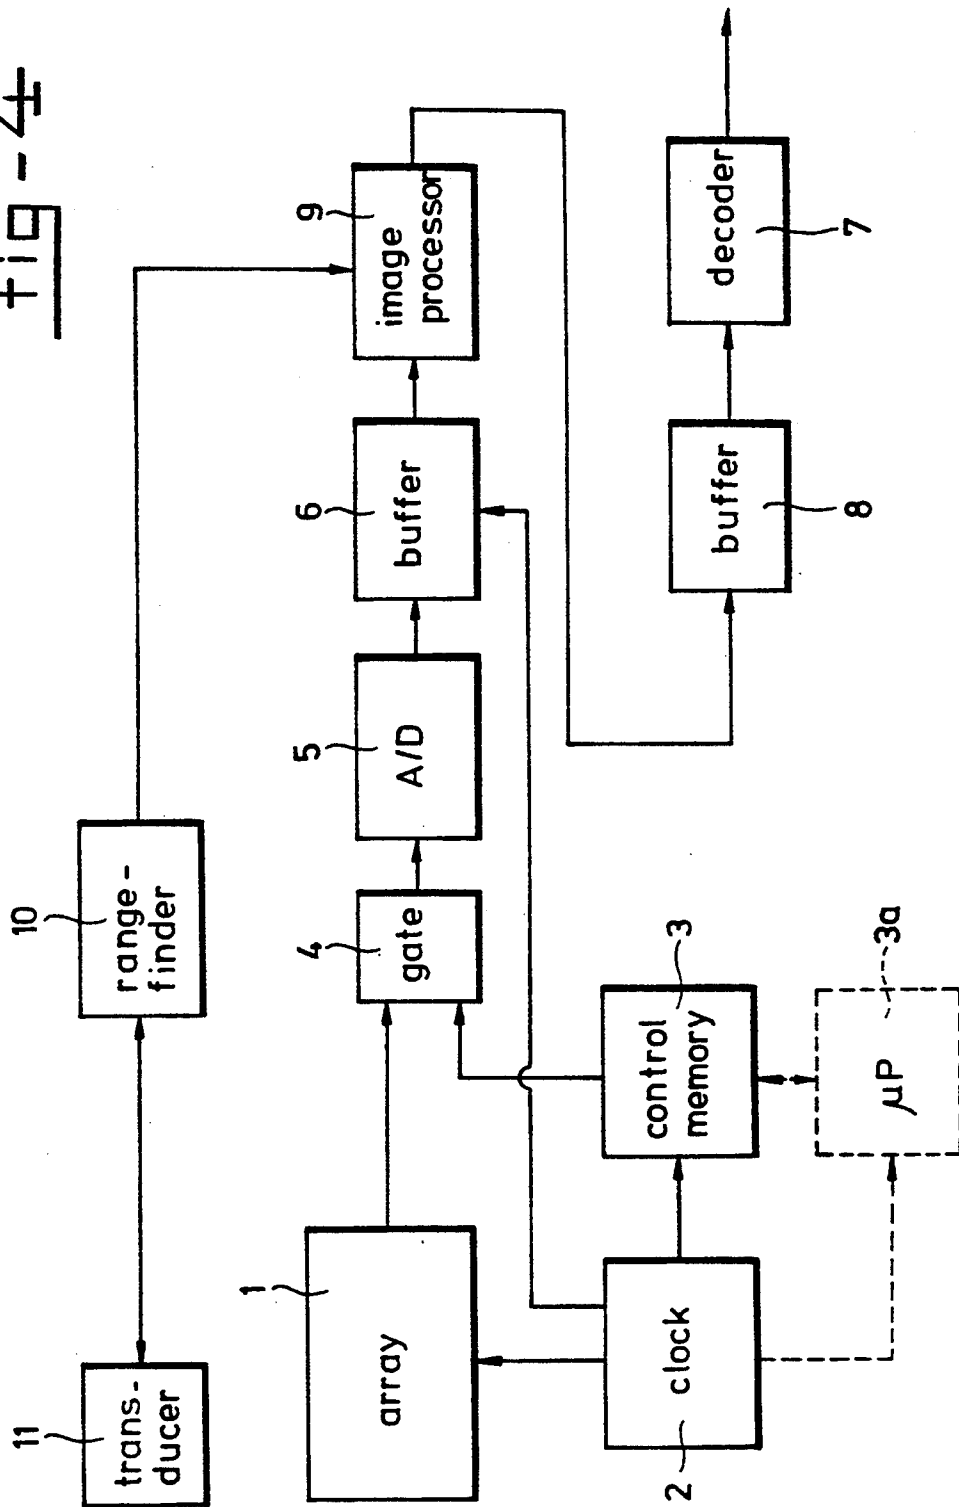 fig-4
11
trans-
ducer
10
range-
finder
1
array
4
gate
5
A/D
6
buffer
9
image
processor
2
clock
3
control
memory
3a
μP
8
buffer
7
decoder